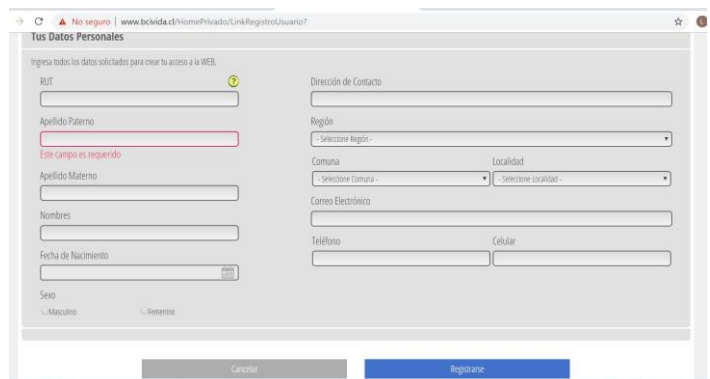 No seguro | www.bcivida.cl/HomePrivado/LinkRegistroUsuario?
Tus Datos Personales
Ingresa todos los datos solicitados para crear tu acceso a la WEB.
RUT
?
Apellido Paterno
Este campo es requerido
Apellido Materno
Nombres
Fecha de Nacimiento
Sexo
Masculino Femenino
Dirección de Contacto
Región
- Seleccione Región -
Comuna Localidad
- Seleccione Comuna - - Seleccione Localidad -
Correo Electrónico
Teléfono Celular
Cancelar Registrarse